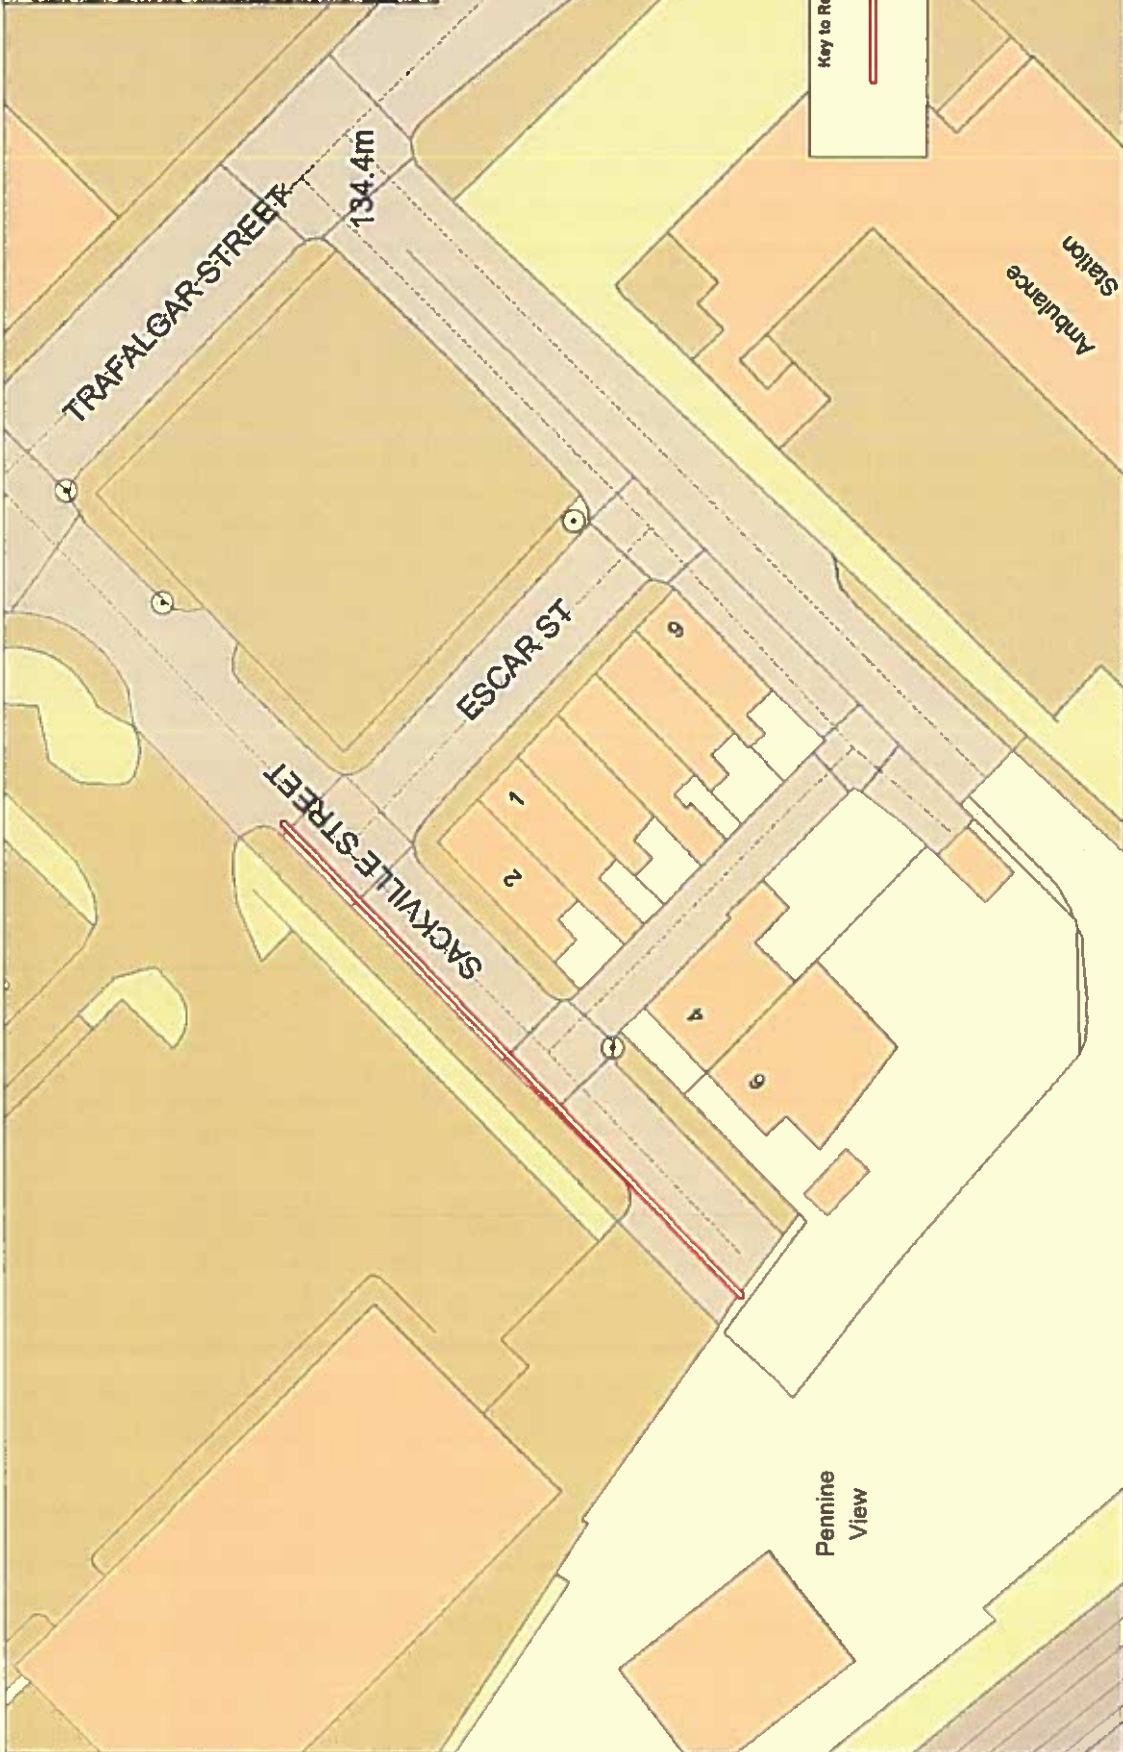 Key to Re
134.4m
TRAFALGAR STREET
Ambulance
Station
ESCAR ST
9
1
2
SACKVILLE STREET
4
6
Pennine
View